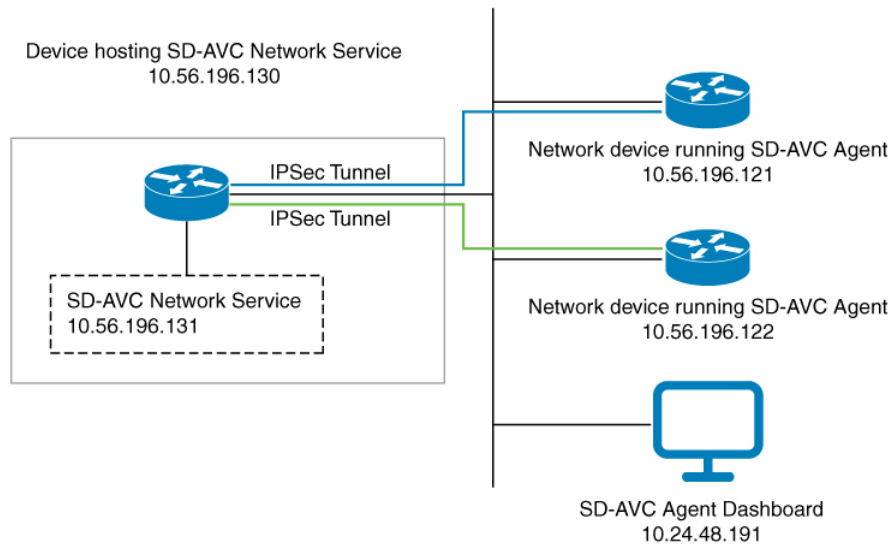 Device hosting SD-AVC Network Service
10.56.196.130
IPSec Tunnel
IPSec Tunnel
SD-AVC Network Service
10.56.196.131
Network device running SD-AVC Agent
10.56.196.121
Network device running SD-AVC Agent
10.56.196.122
SD-AVC Agent Dashboard
10.24.48.191